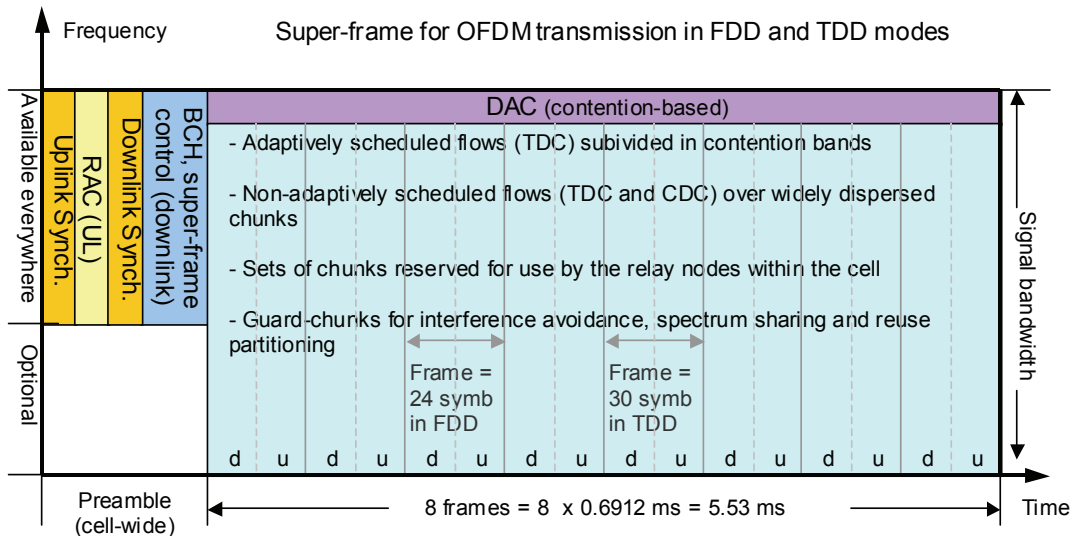 Frequency
Super-frame for OFDM transmission in FDD and TDD modes
Available everywhere
Optional
Uplink Synch.
RAC (UL)
Downlink Synch.
BCH, super-frame
control (downlink)
DAC (contention-based)
- Adaptively scheduled flows (TDC) subivided in contention bands
- Non-adaptively scheduled flows (TDC and CDC) over widely dispersed
chunks
- Sets of chunks reserved for use by the relay nodes within the cell
- Guard-chunks for interference avoidance, spectrum sharing and reuse
partitioning
Frame =
24 symb
in FDD
Frame =
30 symb
in TDD
d u d u d u d u d u d u d u d u
Signal bandwidth
Preamble
(cell-wide)
8 frames = 8 x 0.6912 ms = 5.53 ms
Time